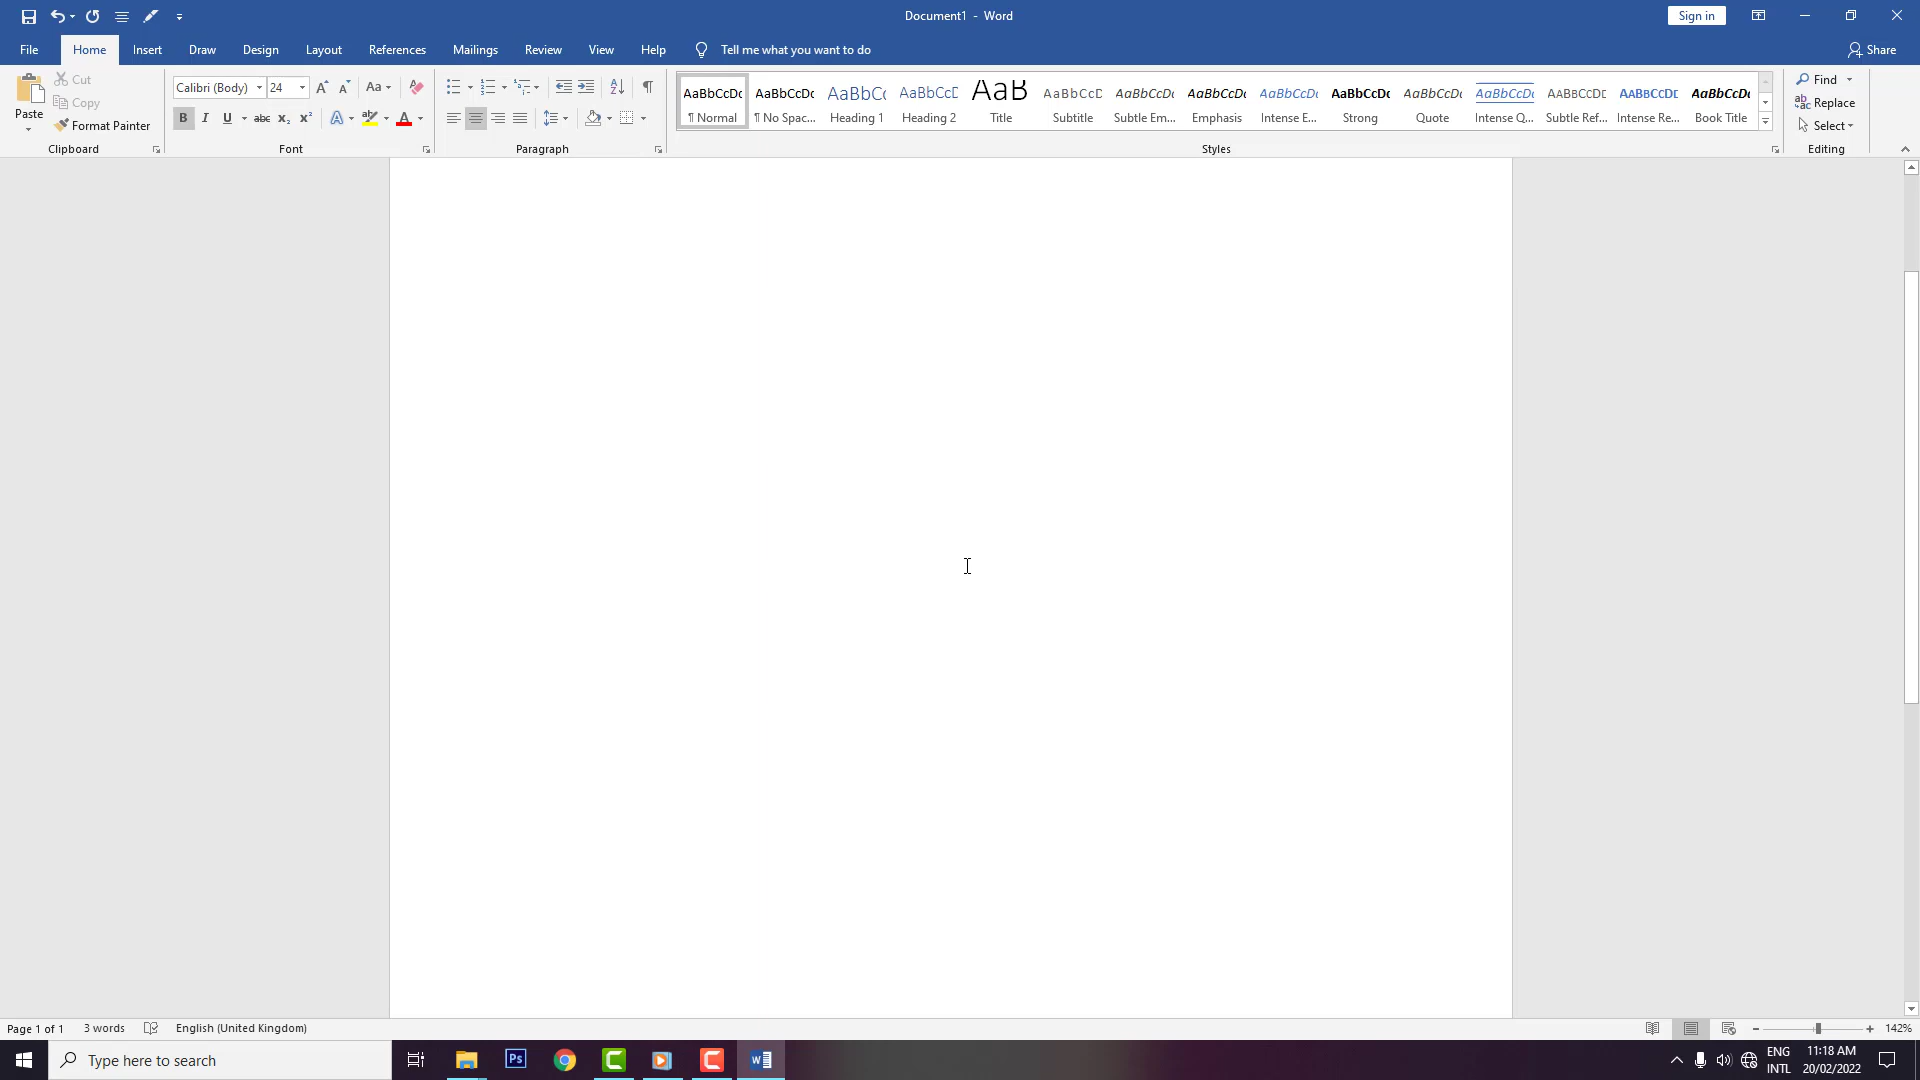 Document1 - Word
Sign in
File Home Insert Draw Design Layout References Mailings Review View Help Tell me what you want to do Share
Paste
Cut
Copy
Format Painter
Clipboard
Calibri (Body) 24 Aa
B I U abc x₂ x² A A
Font
Paragraph
AaBbCcDc AaBbCcDc AaBbCc AaBbCcD AaB AaBbCcD AaBbCcDc AaBbCcDc AaBbCcDc AaBbCcDc AaBbCcDc AaBbCcDc AABBCCDD AABBCCDE AaBbCcDc
¶ Normal ¶ No Spac... Heading 1 Heading 2 Title Subtitle Subtle Em... Emphasis Intense E... Strong Quote Intense Q... Subtle Ref... Intense Re... Book Title
Styles
Find
Replace
Select
Editing
Page 1 of 1 3 words English (United Kingdom) 142%
Type here to search
Ps
ENG
INTL
11:18 AM
20/02/2022